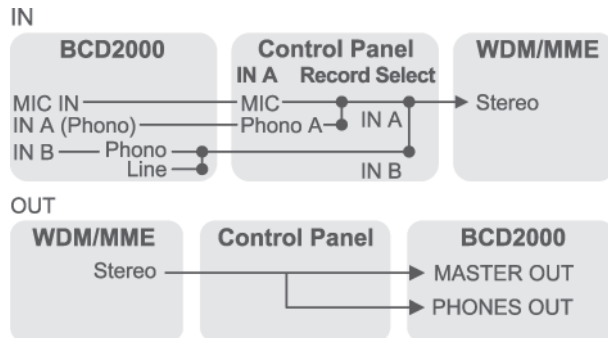 IN
BCD2000 Control Panel WDM/MME
IN A Record Select
MIC IN MIC Stereo
IN A (Phono) Phono A IN A
IN B Phono
Line IN B
OUT
WDM/MME Control Panel BCD2000
Stereo MASTER OUT
PHONES OUT